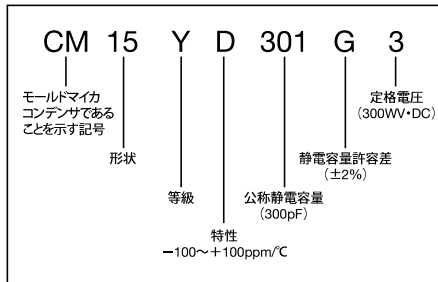 CM 15 Y D 301 G 3
モールドマイカ
コンデンサである
ことを示す記号
定格電圧
(300WV・DC)
形状
静電容量許容差
(±2%)
等級
公称静電容量
(300pF)
特性
−100〜+100ppm/℃